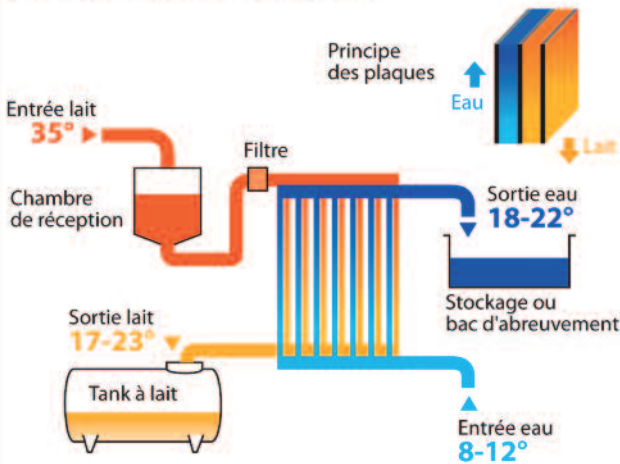 Principe
des plaques
Eau
Lait
Entrée lait
35°
Filtre
Chambre
de réception
Sortie eau
18-22°
Stockage ou
bac d'abreuvement
Sortie lait
17-23°
Tank à lait
Entrée eau
8-12°